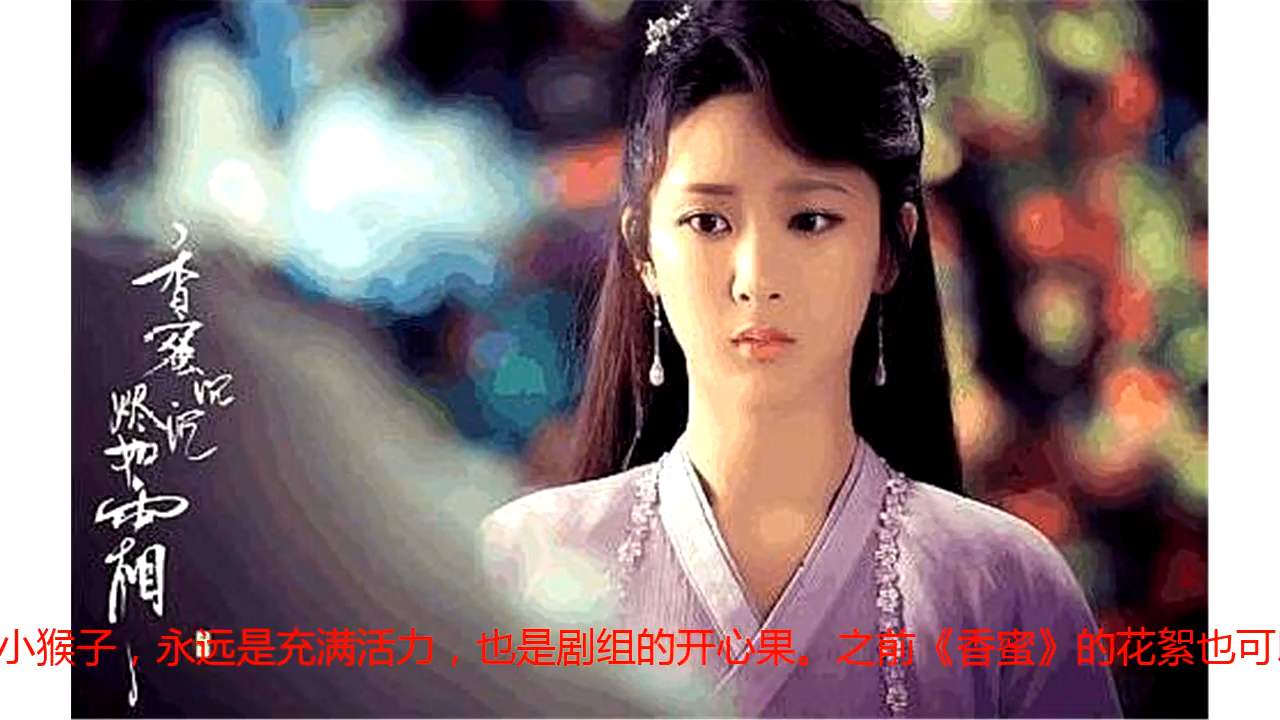 香蜜沉沉烬如霜相
小猴子，永远是充满活力，也是剧组的开心果。之前《香蜜》的花絮也可